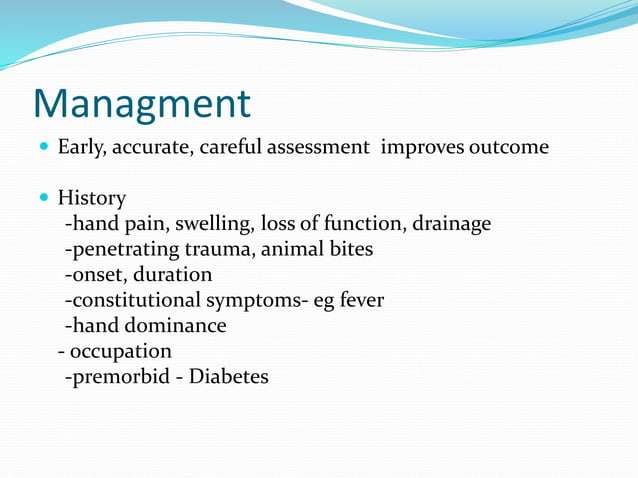 Managment
• Early, accurate, careful assessment  improves outcome
• History
-hand pain, swelling, loss of function, drainage
-penetrating trauma, animal bites
-onset, duration
-constitutional symptoms- eg fever
-hand dominance
- occupation
-premorbid - Diabetes